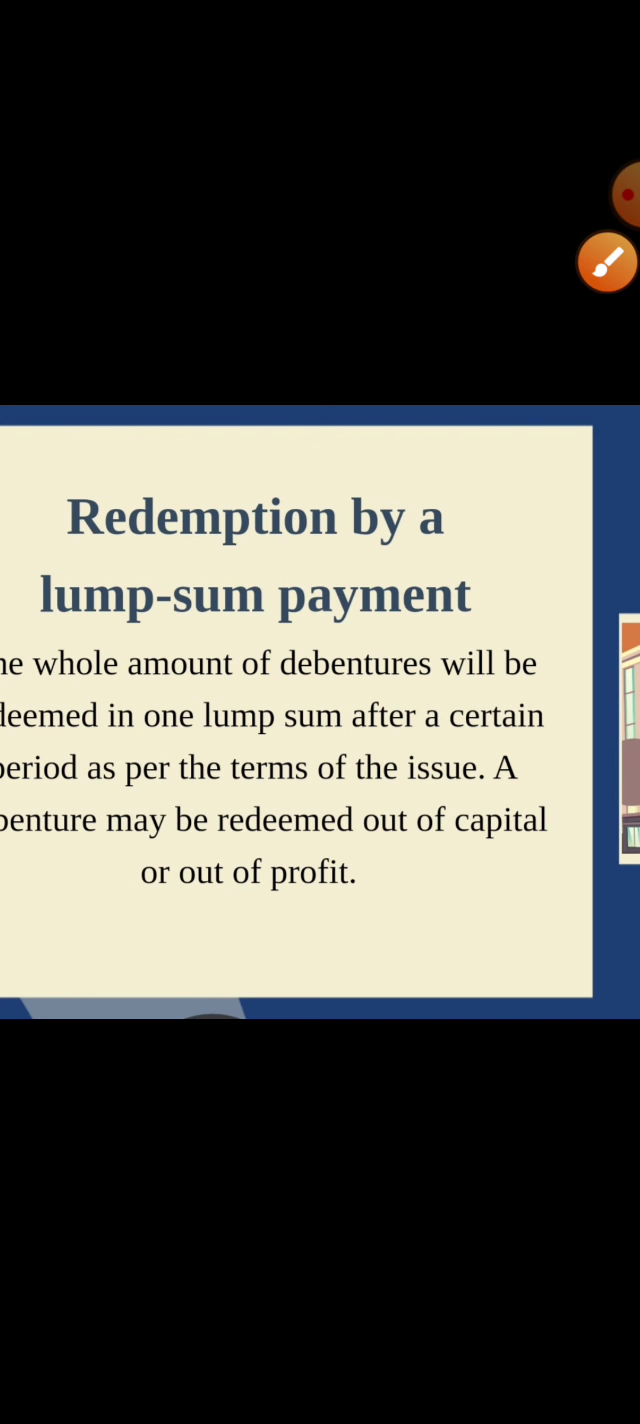 Redemption by a
lump-sum payment
he whole amount of debentures will be
deemed in one lump sum after a certain
period as per the terms of the issue. A
benture may be redeemed out of capital
or out of profit.